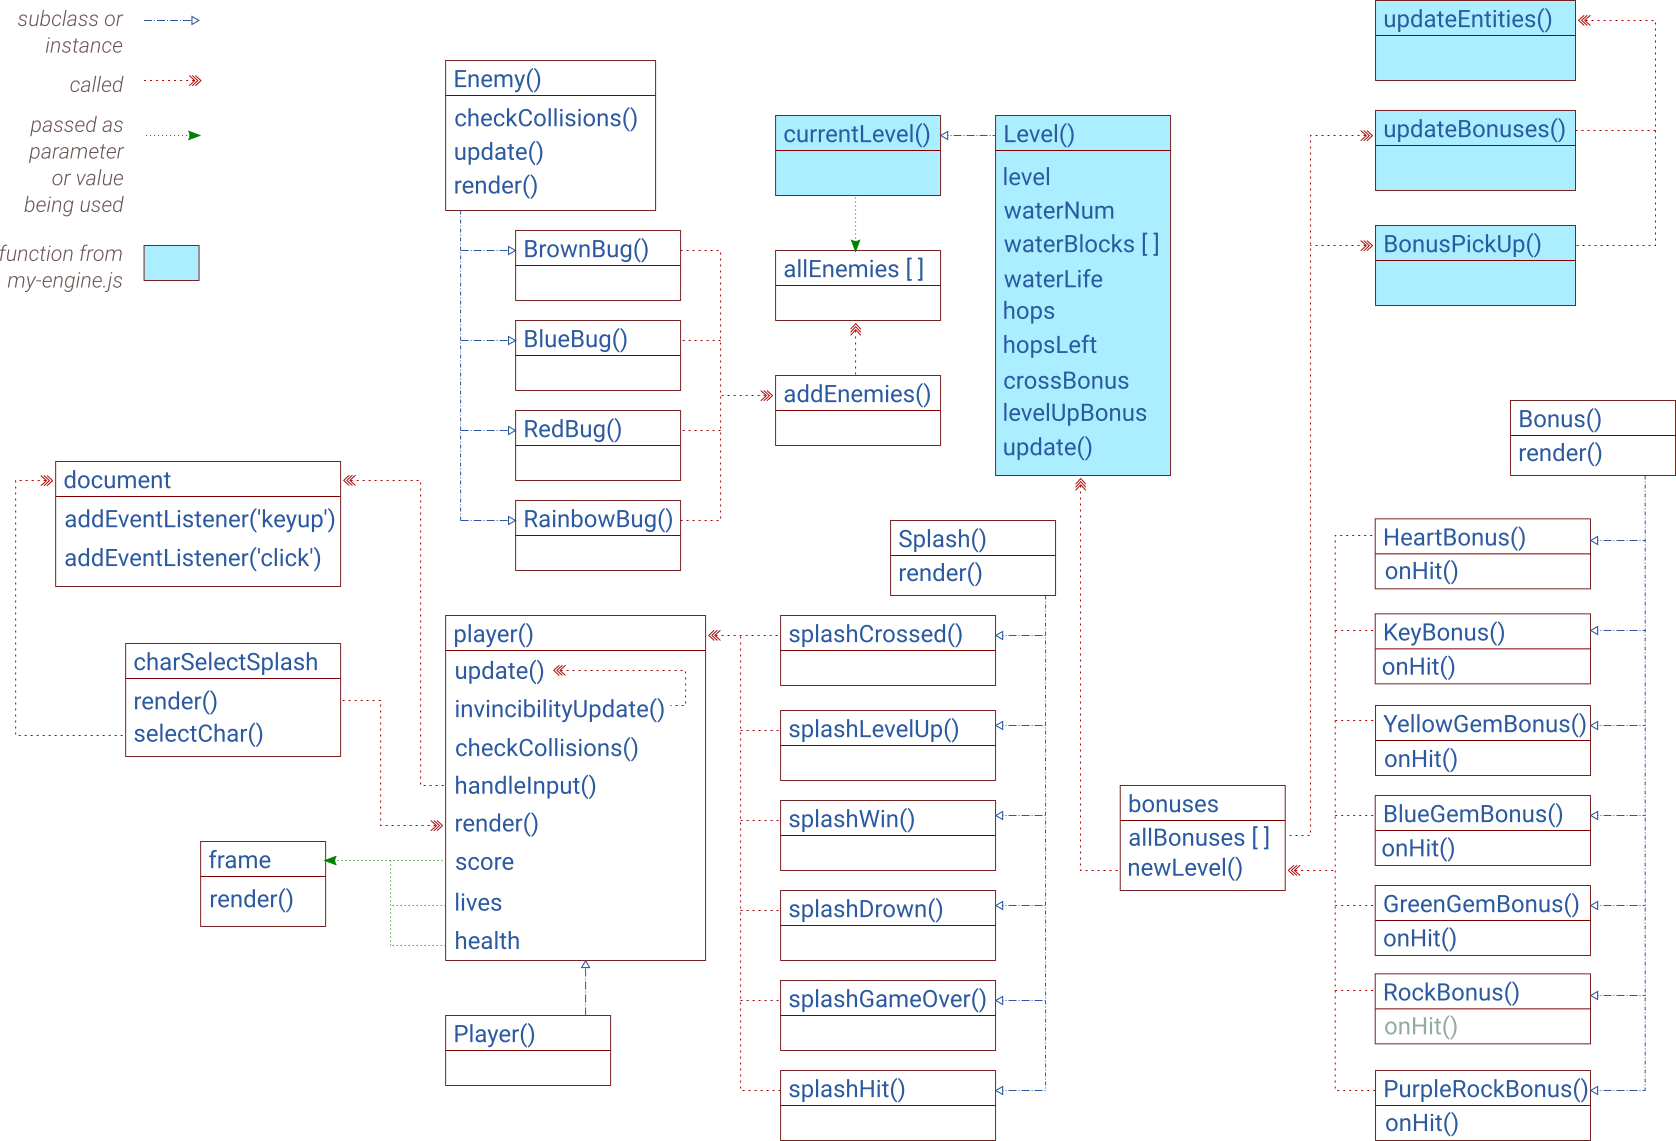 subclass or
instance
called
passed as
parameter
or value
being used
function from
my-engine.js
Enemy()
checkCollisions()
update()
render()
BrownBug()
BlueBug()
RedBug()
RainbowBug()
currentLevel()
allEnemies [ ]
addEnemies()
Level()
level
waterNum
waterBlocks [ ]
waterLife
hops
hopsLeft
crossBonus
levelUpBonus
update()
updateEntities()
updateBonuses()
BonusPickUp()
Bonus()
render()
document
addEventListener('keyup')
addEventListener('click')
charSelectSplash
render()
selectChar()
frame
render()
player()
update()
invincibilityUpdate()
checkCollisions()
handleInput()
render()
score
lives
health
Player()
Splash()
render()
splashCrossed()
splashLevelUp()
splashWin()
splashDrown()
splashGameOver()
splashHit()
bonuses
allBonuses [ ]
newLevel()
HeartBonus()
onHit()
KeyBonus()
onHit()
YellowGemBonus()
onHit()
BlueGemBonus()
onHit()
GreenGemBonus()
onHit()
RockBonus()
onHit()
PurpleRockBonus()
onHit()